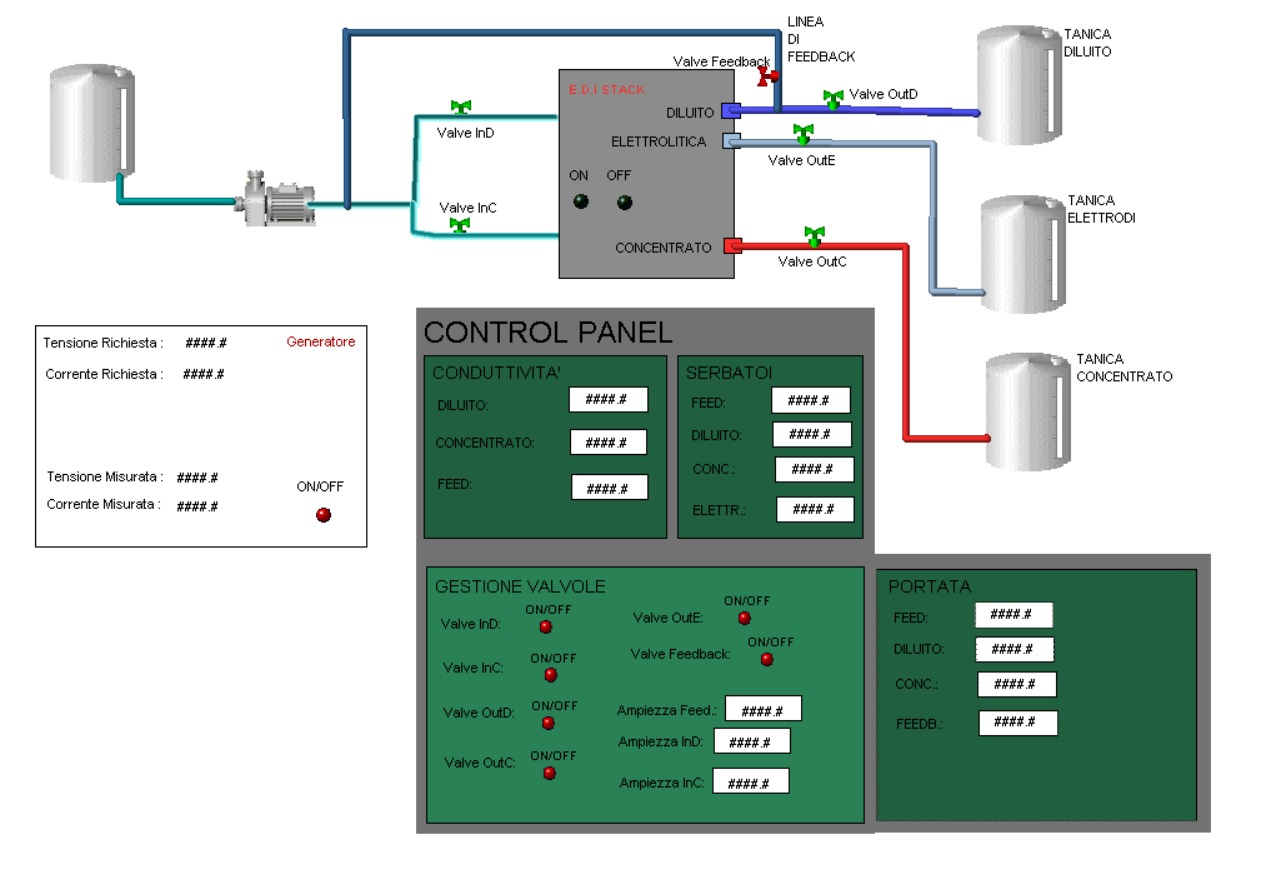 LINEA
DI
FEEDBACK
TANICA
DILUITO
Valve Feedback
E.D.I STACK
Valve OutD
DILUITO
Valve InD
ELETTROLITICA
Valve OutE
ON OFF
Valve InC
TANICA
ELETTRODI
CONCENTRATO
Valve OutC
TANICA
CONCENTRATO
Tensione Richiesta : ####.# Generatore
Corrente Richiesta : ####.#
Tensione Misurata : ####.#
ON/OFF
Corrente Misurata : ####.#
CONTROL PANEL
CONDUTTIVITA'
DILUITO: ####.#
CONCENTRATO: ####.#
FEED: ####.#
SERBATOI
FEED: ####.#
DILUITO: ####.#
CONC.: ####.#
ELETTR.: ####.#
GESTIONE VALVOLE
ON/OFF
Valve InD:
ON/OFF
Valve InC:
ON/OFF
Valve OutD:
ON/OFF
Valve OutC:
ON/OFF
Valve OutE:
ON/OFF
Valve Feedback:
Ampiezza Feed.: ####.#
Ampiezza InD: ####.#
Ampiezza InC: ####.#
PORTATA
FEED: ####.#
DILUITO: ####.#
CONC.: ####.#
FEEDB.: ####.#